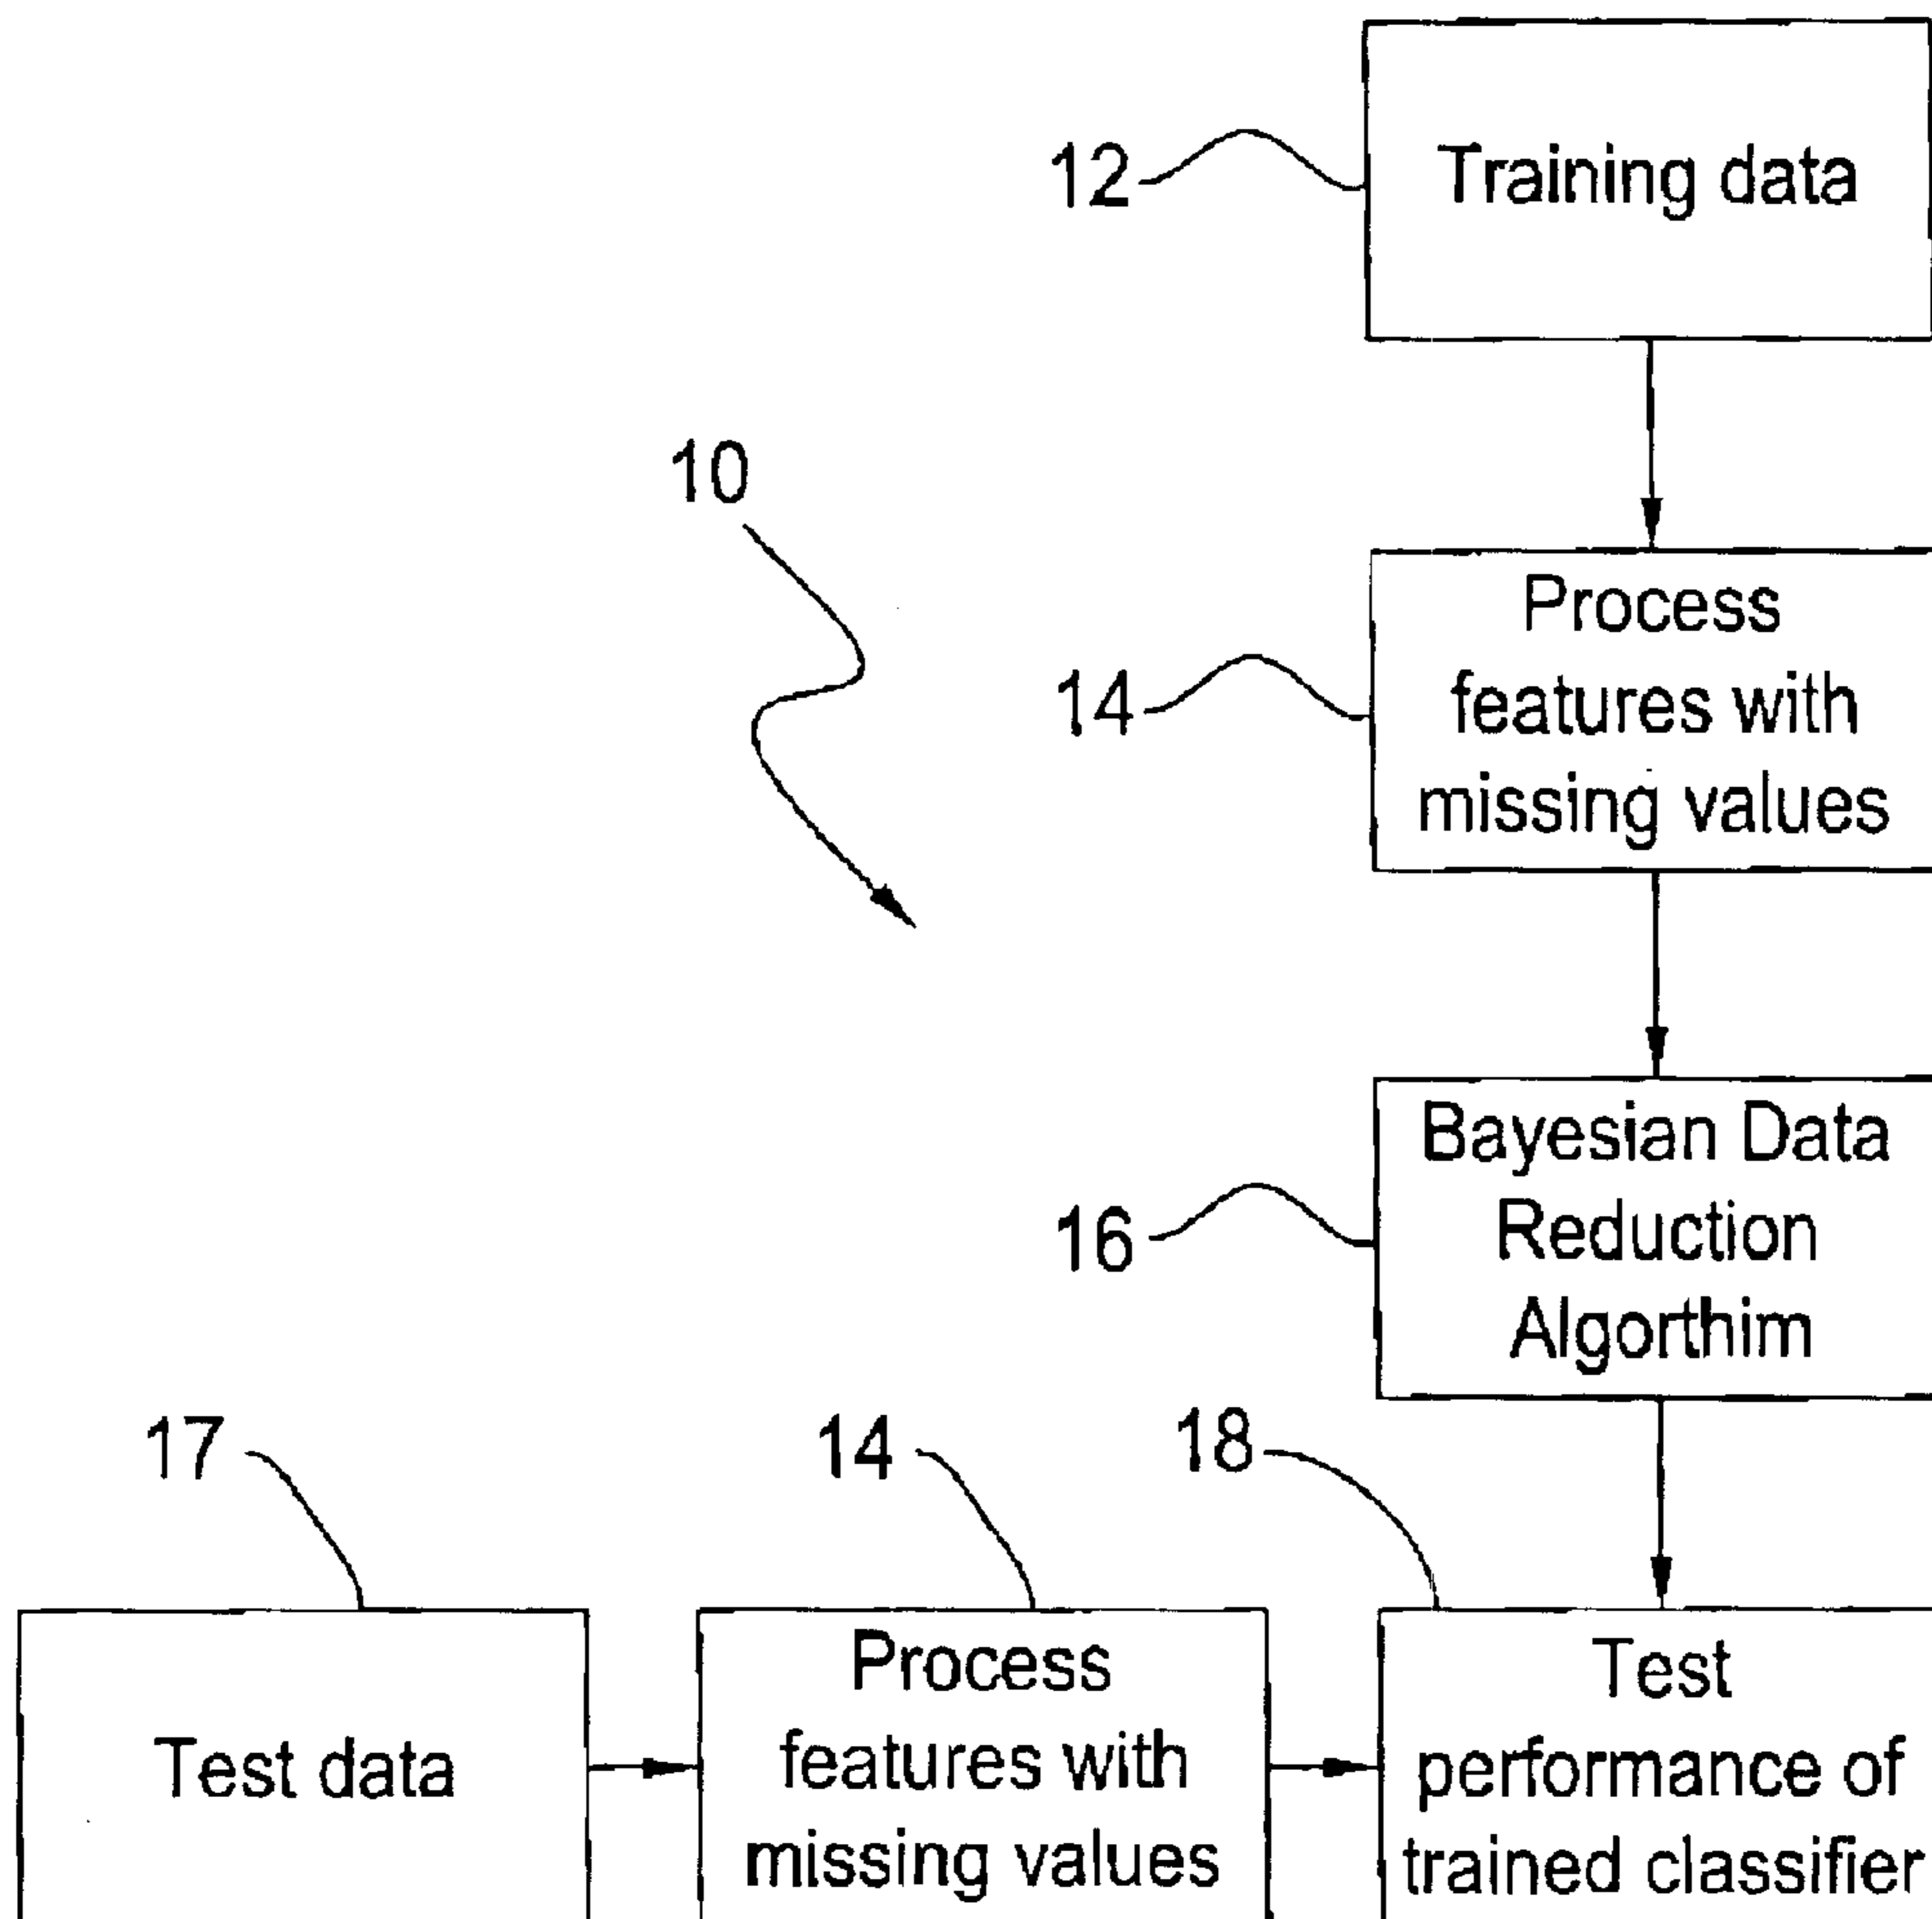 12
Training data
10
14
Process
features with
missing values
16
Bayesian Data
Reduction
Algorthim
17
14
18
Test data
Process
features with
missing values
Test
performance of
trained classifier